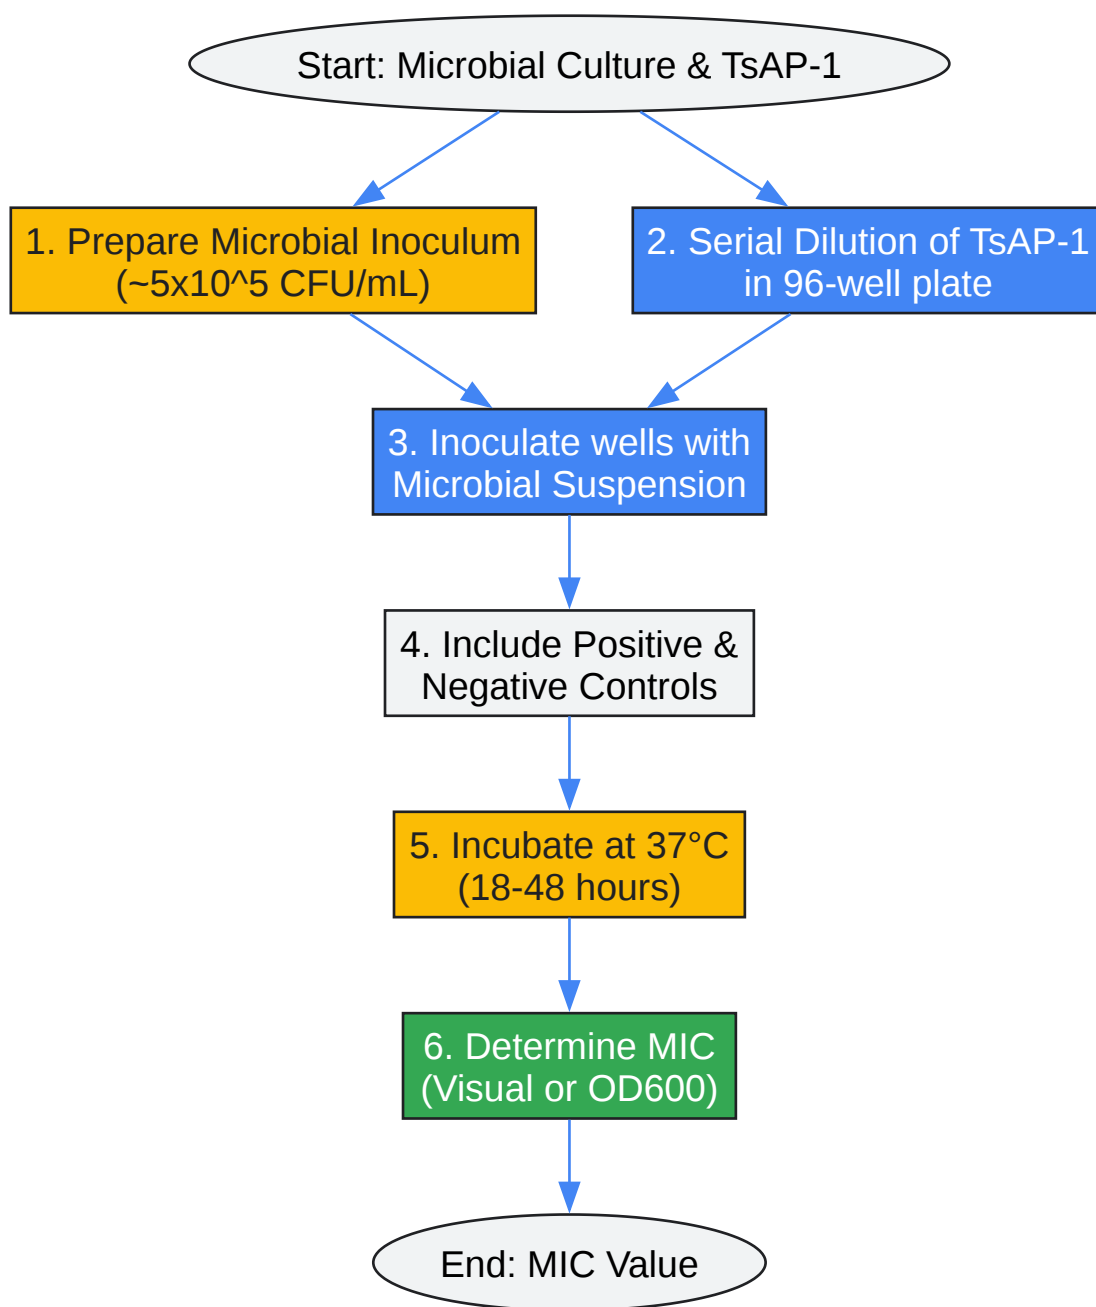 Start: Microbial Culture & TsAP-1
1. Prepare Microbial Inoculum
(~5x10^5 CFU/mL)
2. Serial Dilution of TsAP-1
in 96-well plate
3. Inoculate wells with
Microbial Suspension
4. Include Positive &
Negative Controls
5. Incubate at 37°C
(18-48 hours)
6. Determine MIC
(Visual or OD600)
End: MIC Value